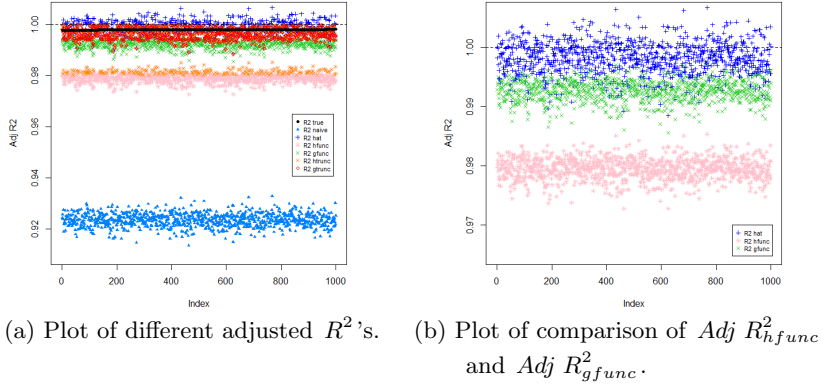 1.00
0.98
0.96
0.94
0.92
Adj R2
0
200
400
600
800
1000
Index
R2 true
R2 naive
R2 hat
R2 hfunc
R2 gfunc
R2 htrunc
R2 gtrunc
(a) Plot of different adjusted R²'s.
1.00
0.99
0.98
0.97
Adj R2
0
200
400
600
800
1000
Index
R2 hat
R2 hfunc
R2 gfunc
(b) Plot of comparison of Adj R²hfunc
and Adj R²gfunc.